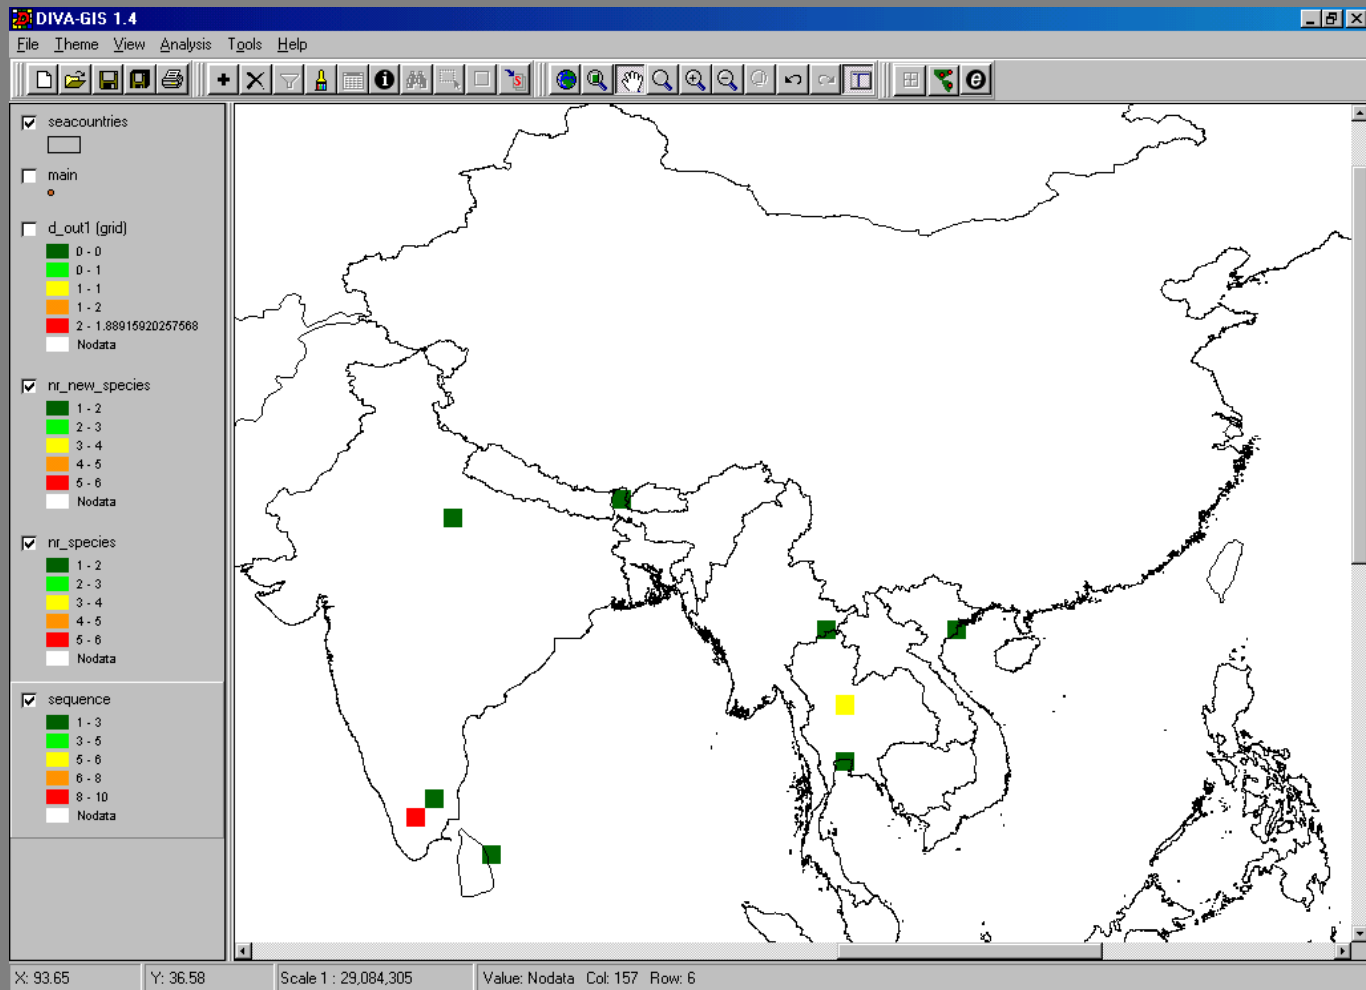 DIVA-GIS 1.4
File Theme View Analysis Tools Help
seacountries
main
d_out1 (grid)
0 - 0
0 - 1
1 - 1
1 - 2
2 - 1.88915920257568
Nodata
nr_new_species
1 - 2
2 - 3
3 - 4
4 - 5
5 - 6
Nodata
nr_species
1 - 2
2 - 3
3 - 4
4 - 5
5 - 6
Nodata
sequence
1 - 3
3 - 5
5 - 6
6 - 8
8 - 10
Nodata
X: 93.65 Y: 36.58 Scale 1 : 29,084,305 Value: Nodata Col: 157 Row: 6